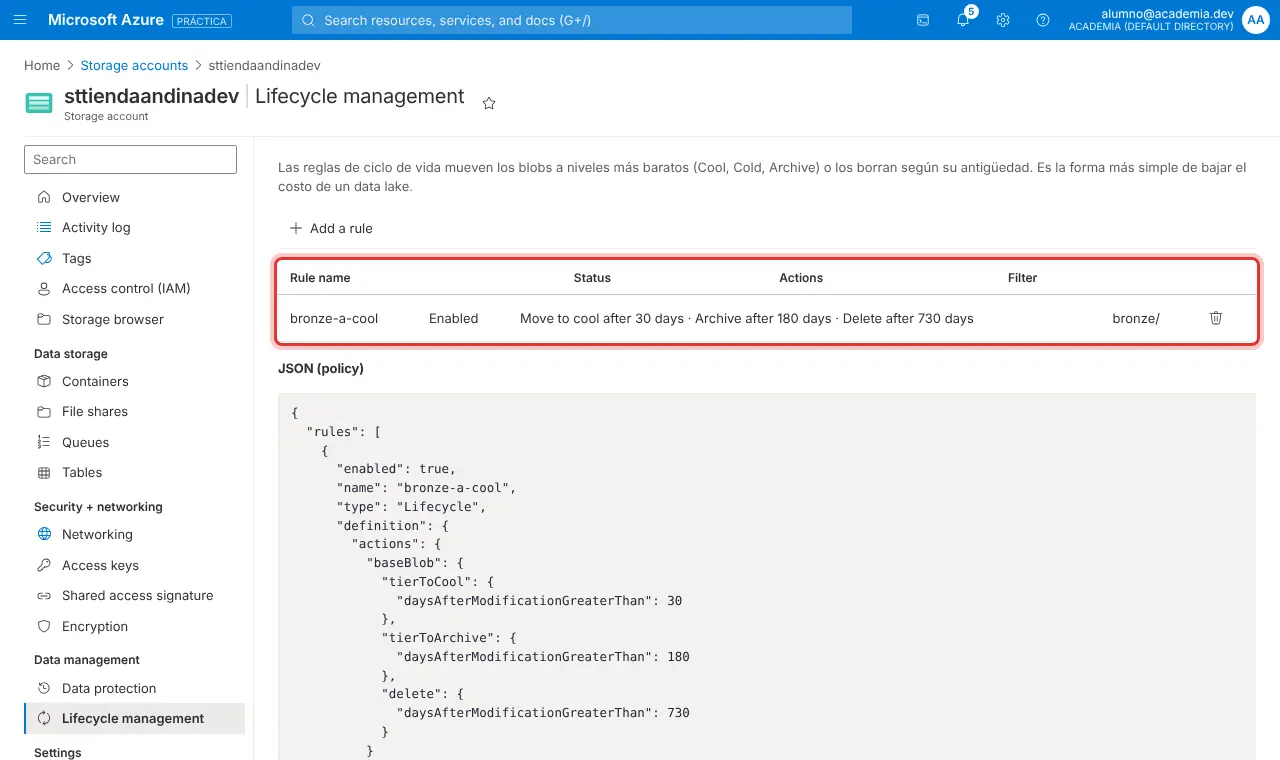 Microsoft Azure PRÁCTICA Search resources, services, and docs (G+/) 5 alumno@academia.dev AA
ACADEMIA (DEFAULT DIRECTORY)
Home > Storage accounts > sttiendaandinadev
sttiendaandinadev | Lifecycle management
Storage account
Search
Overview
Activity log
Tags
Access control (IAM)
Storage browser
Data storage
Containers
File shares
Queues
Tables
Security + networking
Networking
Access keys
Shared access signature
Encryption
Data management
Data protection
Lifecycle management
Settings
Las reglas de ciclo de vida mueven los blobs a niveles más baratos (Cool, Cold, Archive) o los borran según su antigüedad. Es la forma más simple de bajar el
costo de un data lake.
Add a rule
Rule name Status Actions Filter
bronze-a-cool Enabled Move to cool after 30 days · Archive after 180 days · Delete after 730 days bronze/
JSON (policy)
{
"rules": [
{
"enabled": true,
"name": "bronze-a-cool",
"type": "Lifecycle",
"definition": {
"actions": {
"baseBlob": {
"tierToCool": {
"daysAfterModificationGreaterThan": 30
},
"tierToArchive": {
"daysAfterModificationGreaterThan": 180
},
"delete": {
"daysAfterModificationGreaterThan": 730
}
}